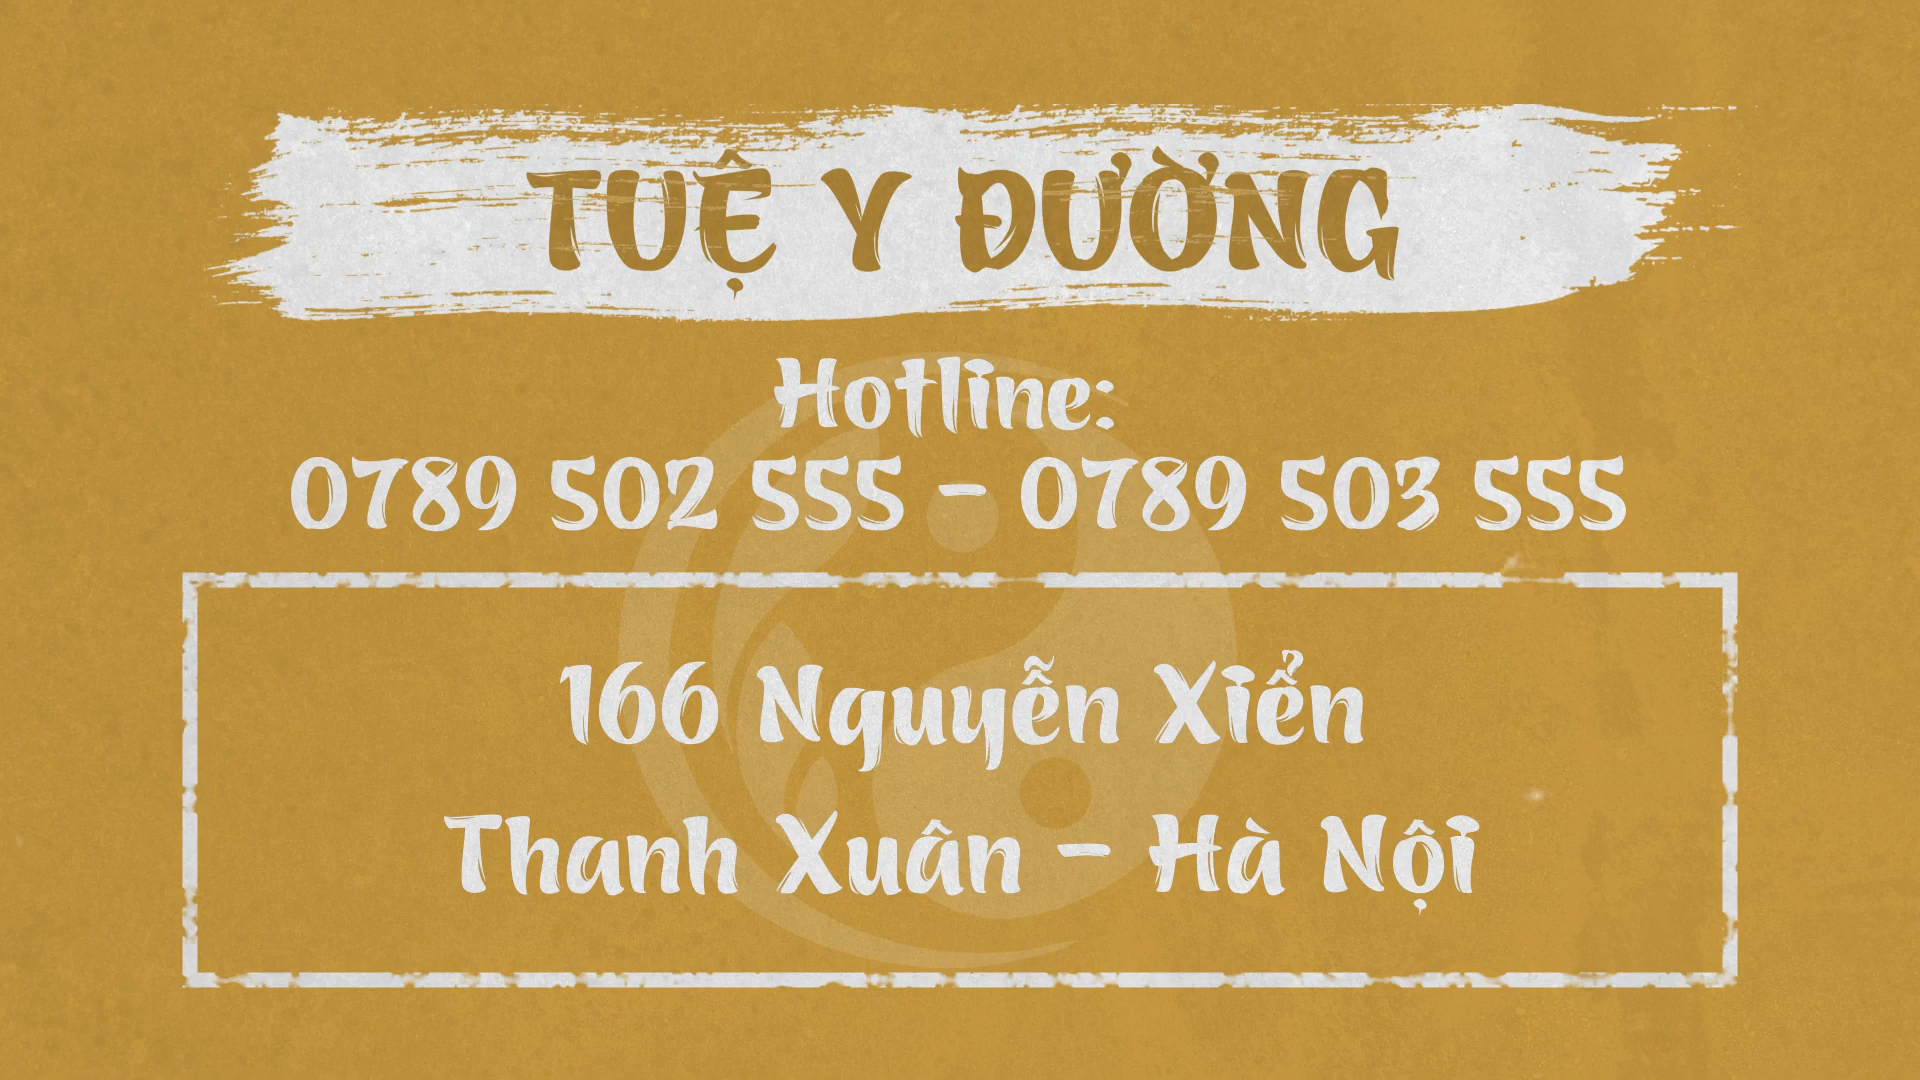 TUỆ Y ĐƯỜNG
Hotline:
0789 502 555 - 0789 503 555
166 Nguyễn Xiển
Thanh Xuân - Hà Nội